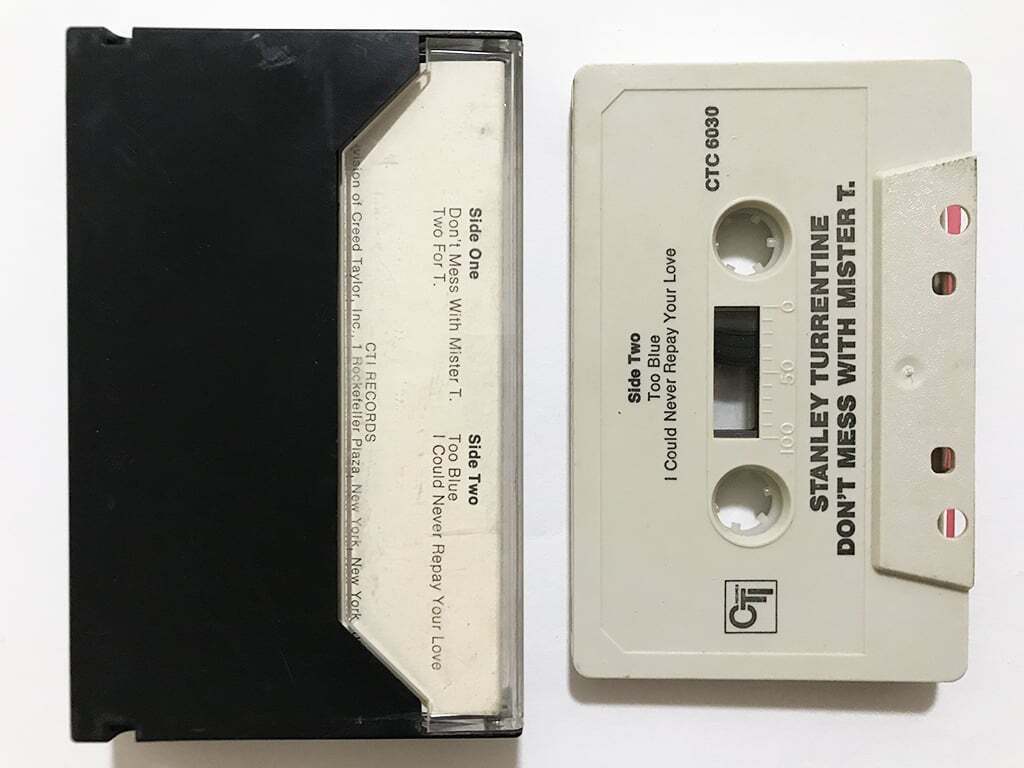 Side One
Don't Mess With Mister T.
Two For T.
Side Two
Too Blue
I Could Never Repay Your Love
CTI RECORDS
of Creed Taylor, Inc., 1 Rockefeller Plaza, New York, New York
CTC 6030
Side Two
Too Blue
I Could Never Repay Your Love
0
50
100
STANLEY TURRENTINE
DON'T MESS WITH MISTER T.
CTI